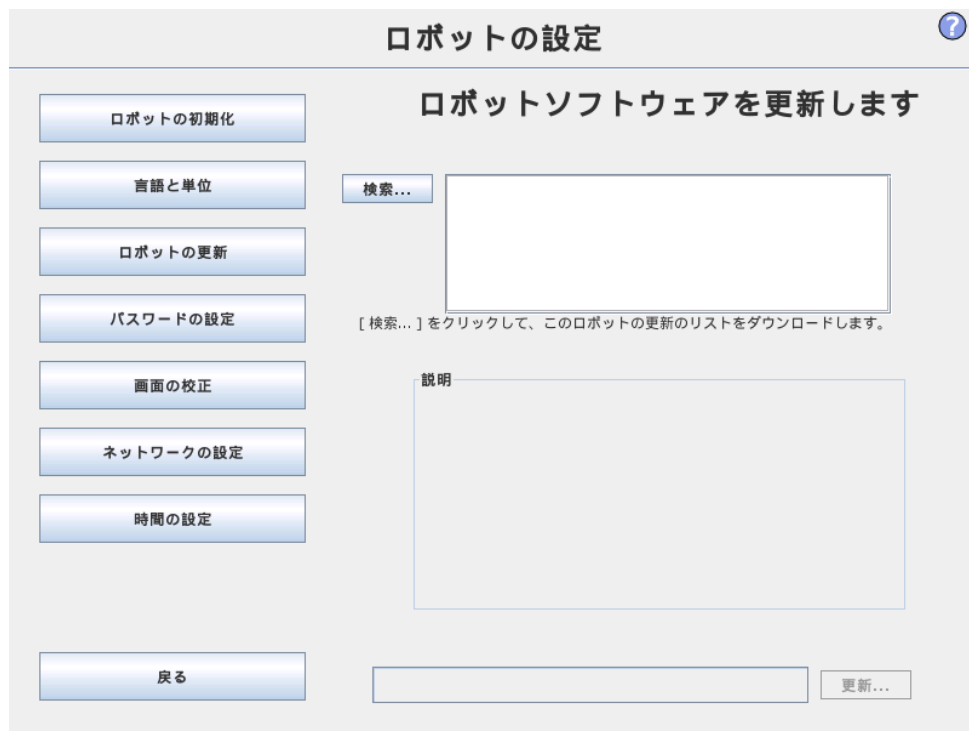 ロボットの設定
?
ロボットの初期化
言語と単位
ロボットの更新
パスワードの設定
画面の校正
ネットワークの設定
時間の設定
戻る
ロボットソフトウェアを更新します
検索...
[ 検索... ] をクリックして、このロボットの更新のリストをダウンロードします。
説明
更新...